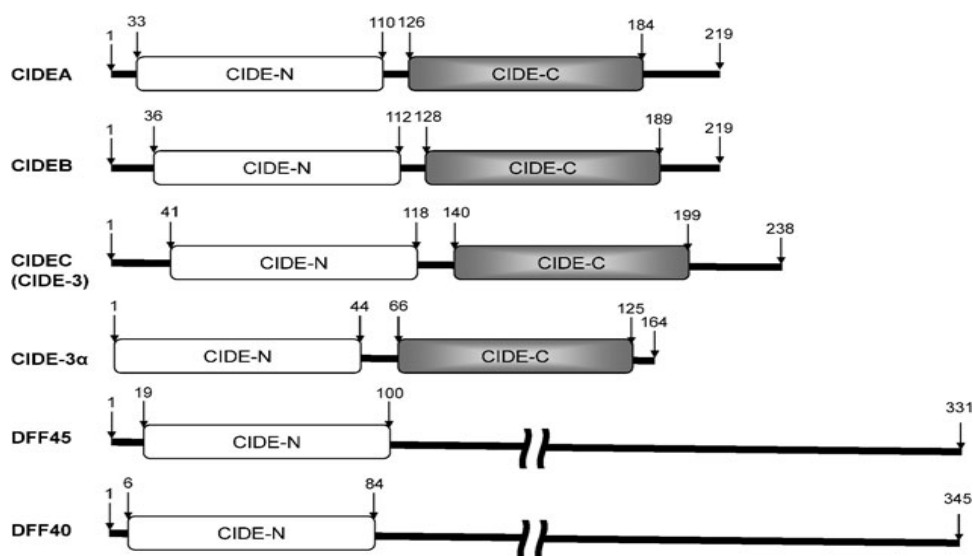 1 33 110 126 184 219
CIDEA CIDE-N CIDE-C
1 36 112 128 189 219
CIDEB CIDE-N CIDE-C
1 41 118 140 199 238
CIDEC CIDE-N CIDE-C
(CIDE-3)
1 44 66 125 164
CIDE-3α CIDE-N CIDE-C
1 19 100 331
DFF45 CIDE-N
1 6 84 345
DFF40 CIDE-N